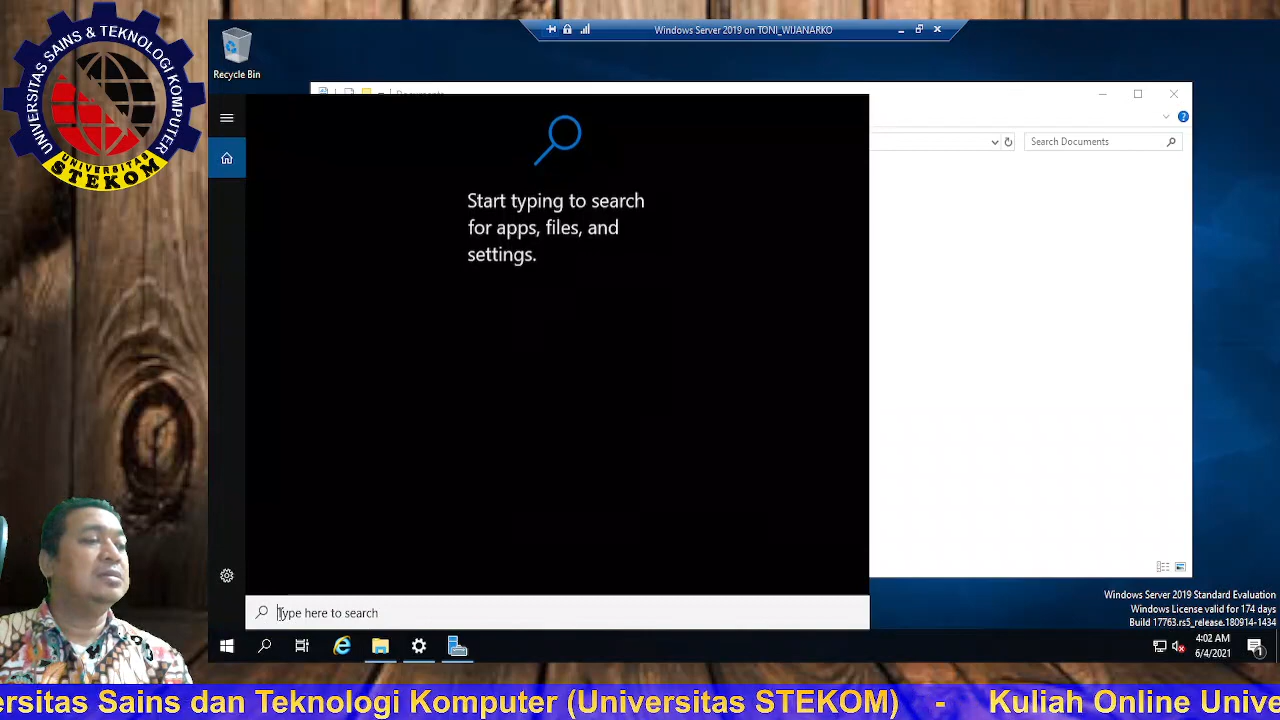 UNIVERSITAS SAINS & TEKNOLOGI KOMPUTER
UNIVERSITAS
STEKOM
Recycle Bin
Windows Server 2019 on TONI_WIJANARKO
Documents
Search Documents
Start typing to search
for apps, files, and
settings.
Type here to search
Windows Server 2019 Standard Evaluation
Windows License valid for 174 days
Build 17763.rs5_release.180914-1434
4:02 AM
6/4/2021
1
ersitas Sains dan Teknologi Komputer (Universitas STEKOM) - Kuliah Online Unive